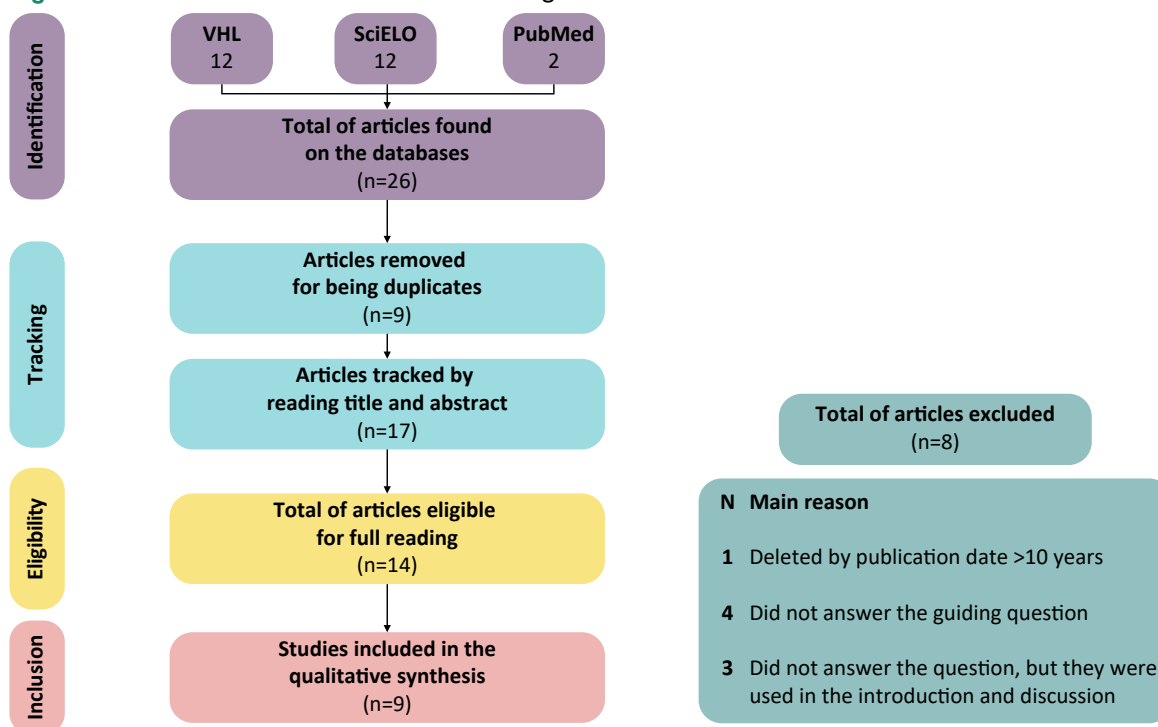 Identification
VHL
12
SciELO
12
PubMed
2
Total of articles found
on the databases
(n=26)
Tracking
Articles removed
for being duplicates
(n=9)
Articles tracked by
reading title and abstract
(n=17)
Eligibility
Total of articles eligible
for full reading
(n=14)
Inclusion
Studies included in the
qualitative synthesis
(n=9)
Total of articles excluded
(n=8)
N Main reason
1 Deleted by publication date >10 years
4 Did not answer the guiding question
3 Did not answer the question, but they were
used in the introduction and discussion